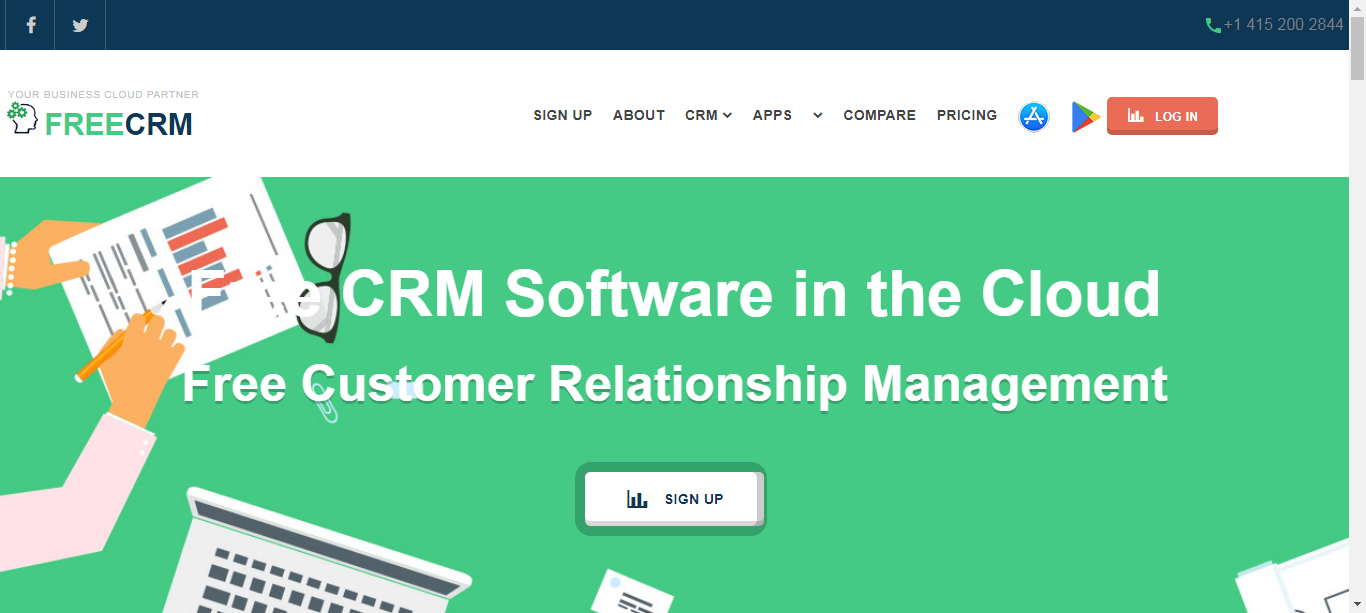 +1 415 200 2844
YOUR BUSINESS CLOUD PARTNER
FREECRM
SIGN UP ABOUT CRM APPS COMPARE PRICING LOG IN
Free CRM Software in the Cloud
Free Customer Relationship Management
SIGN UP